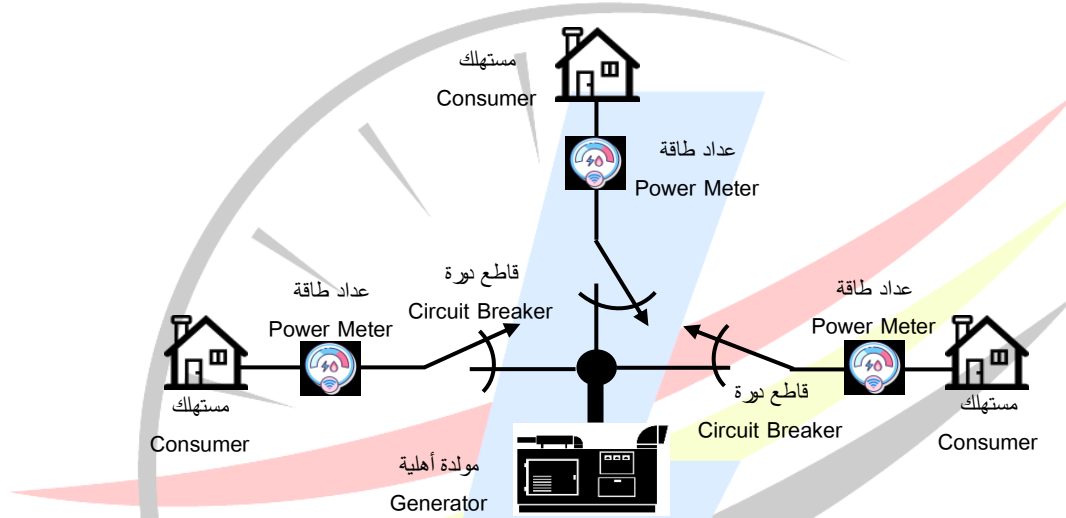 مستهلك
Consumer
عداد طاقة
Power Meter
قاطع دورة
Circuit Breaker
عداد طاقة
Power Meter
عداد طاقة
Power Meter
مستهلك
Consumer
قاطع دورة
Circuit Breaker
مستهلك
Consumer
مولدة أهلية
Generator